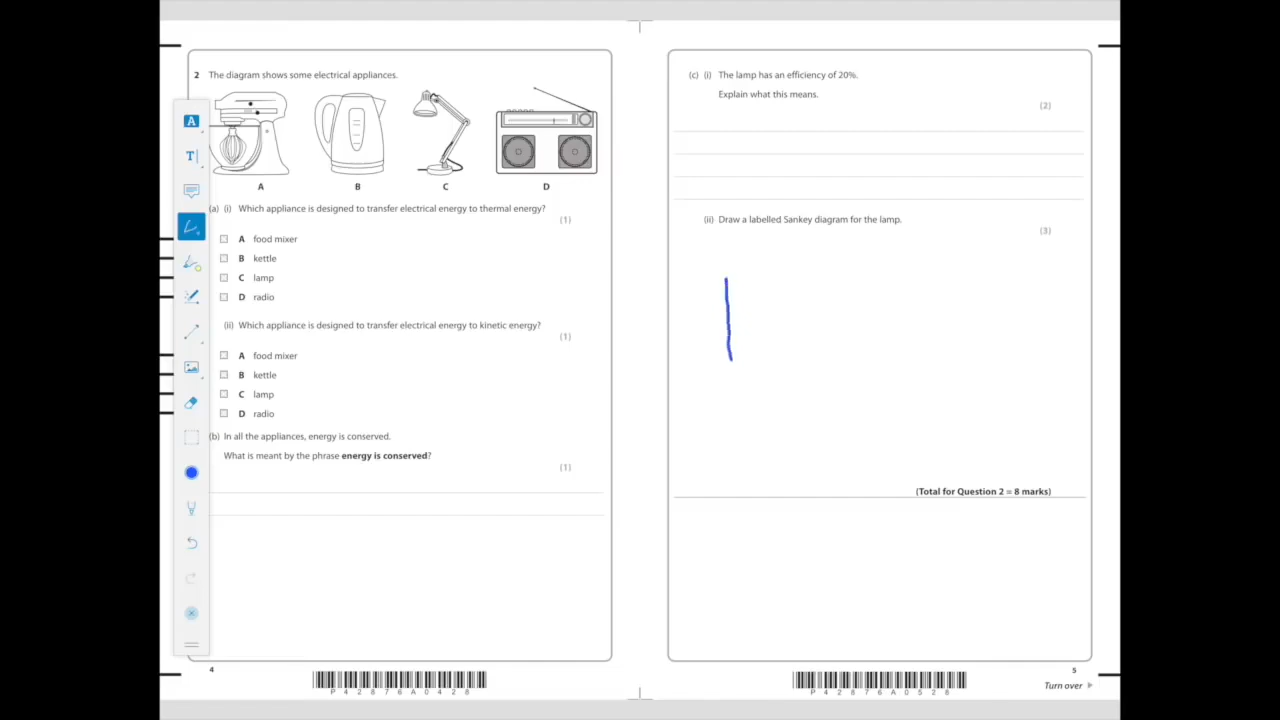 2 The diagram shows some electrical appliances.
A B C D
(a) (i) Which appliance is designed to transfer electrical energy to thermal energy?
(1)
A food mixer
B kettle
C lamp
D radio
(ii) Which appliance is designed to transfer electrical energy to kinetic energy?
(1)
A food mixer
B kettle
C lamp
D radio
(b) In all the appliances, energy is conserved.
What is meant by the phrase energy is conserved?
(1)
4
P42876A0428
(c) (i) The lamp has an efficiency of 20%.
Explain what this means.
(2)
(ii) Draw a labelled Sankey diagram for the lamp.
(3)
(Total for Question 2 = 8 marks)
5
P42876A0528
Turn over
A
T